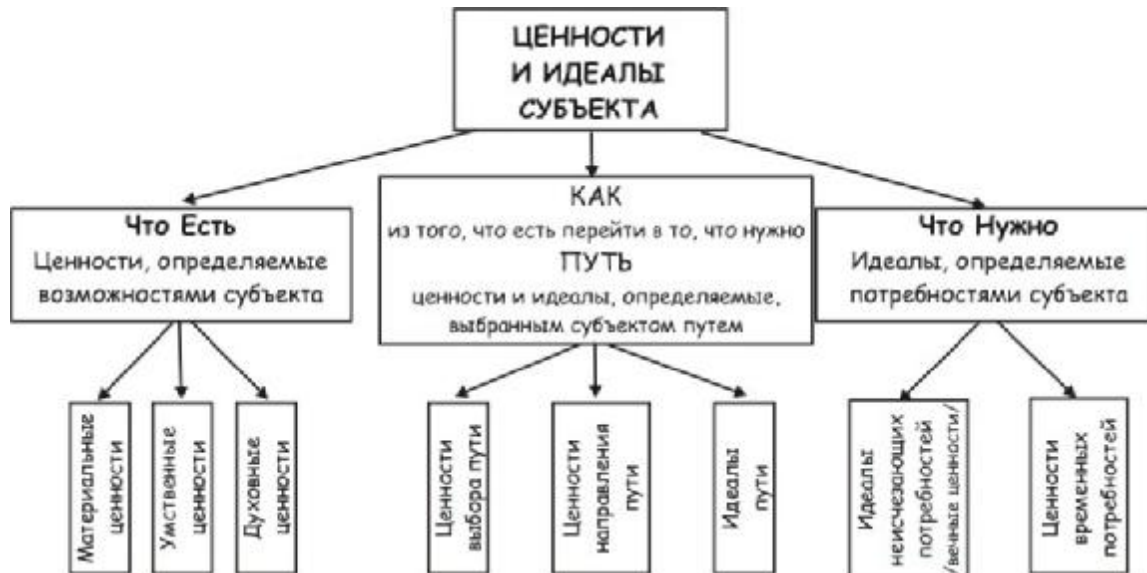 ЦЕННОСТИ
И ИДЕАЛЫ
СУБЪЕКТА
Что Есть
Ценности, определяемые
возможностями субъекта
КАК
из того, что есть перейти в то, что нужно
ПУТЬ
ценности и идеалы, определяемые,
выбранным субъектом путем
Что Нужно
Идеалы, определяемые
потребностями субъекта
Материальные
ценности
Умственные
ценности
Духовные
ценности
Ценности
выбора пути
Ценности
направления
пути
Идеалы
пути
Идеалы
неисчезающих
потребностей
/вечные ценности/
Ценности
временных
потребностей